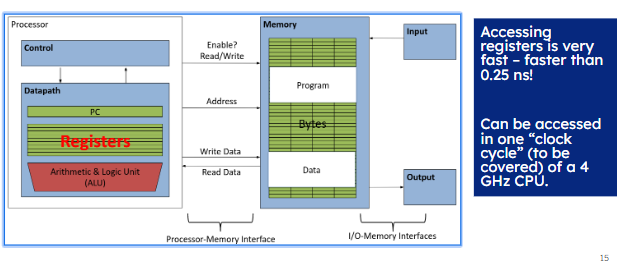 Processor
Control
Datapath
PC
Registers
Arithmetic & Logic Unit
(ALU)
Enable?
Read/Write
Address
Write Data
Read Data
Processor-Memory Interface
Memory
Program
Bytes
Data
Input
Output
I/O-Memory Interfaces
Accessing
registers is very
fast – faster than
0.25 ns!
Can be accessed
in one “clock
cycle” (to be
covered) of a 4
GHz CPU.
15